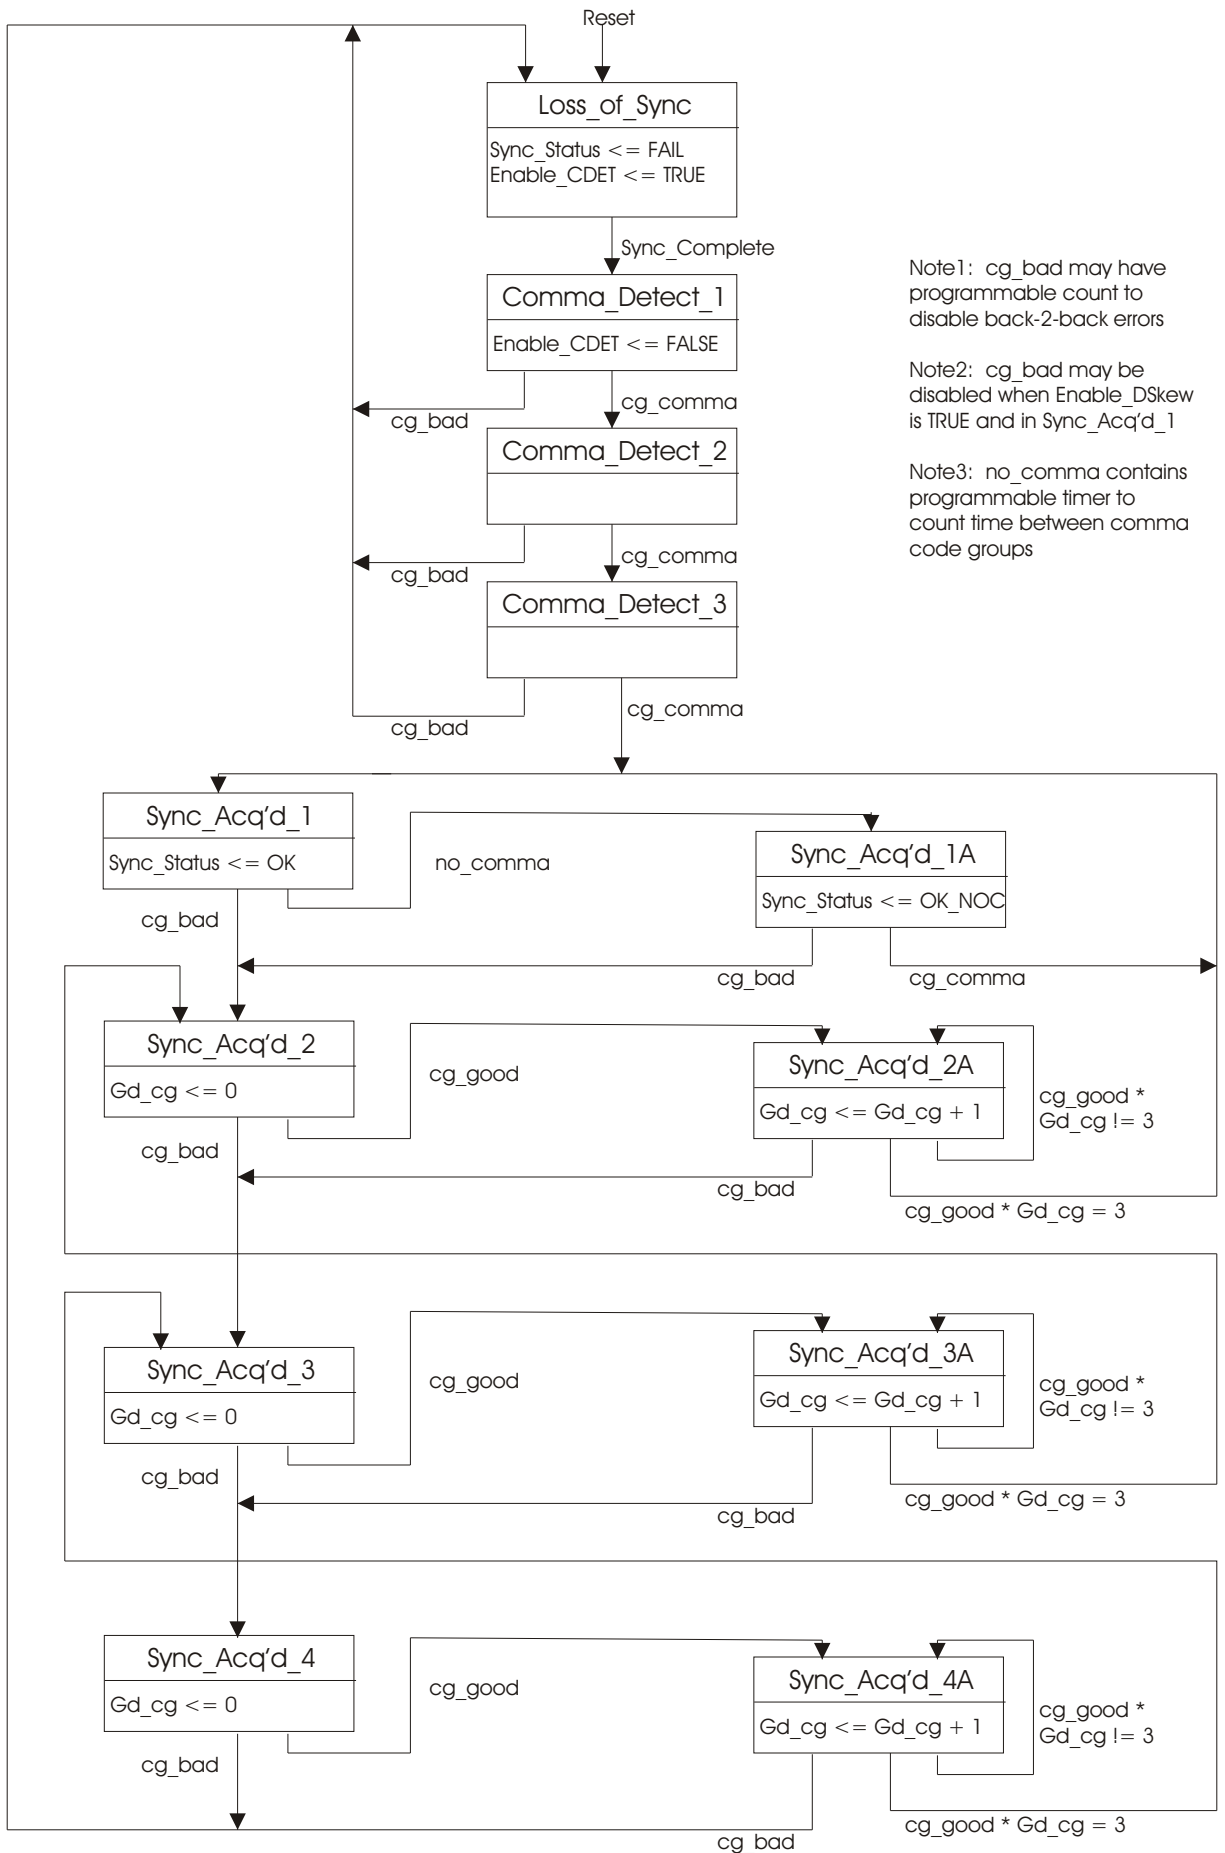 Reset
Loss_of_Sync
Sync_Status <= FAIL
Enable_CDET <= TRUE
Sync_Complete
Comma_Detect_1
Enable_CDET <= FALSE
cg_bad
cg_comma
Comma_Detect_2
cg_bad
cg_comma
Comma_Detect_3
cg_bad
cg_comma
Note1: cg_bad may have
programmable count to
disable back-2-back errors
Note2: cg_bad may be
disabled when Enable_DSkew
is TRUE and in Sync_Acq'd_1
Note3: no_comma contains
programmable timer to
count time between comma
code groups
Sync_Acq'd_1
Sync_Status <= OK
no_comma
Sync_Acq'd_1A
Sync_Status <= OK_NOC
cg_bad
cg_bad
cg_comma
Sync_Acq'd_2
Gd_cg <= 0
cg_good
Sync_Acq'd_2A
Gd_cg <= Gd_cg + 1
cg_good *
Gd_cg != 3
cg_bad
cg_bad
cg_good * Gd_cg = 3
Sync_Acq'd_3
Gd_cg <= 0
cg_good
Sync_Acq'd_3A
Gd_cg <= Gd_cg + 1
cg_good *
Gd_cg != 3
cg_bad
cg_bad
cg_good * Gd_cg = 3
Sync_Acq'd_4
Gd_cg <= 0
cg_good
Sync_Acq'd_4A
Gd_cg <= Gd_cg + 1
cg_good *
Gd_cg != 3
cg_bad
cg_bad
cg_good * Gd_cg = 3